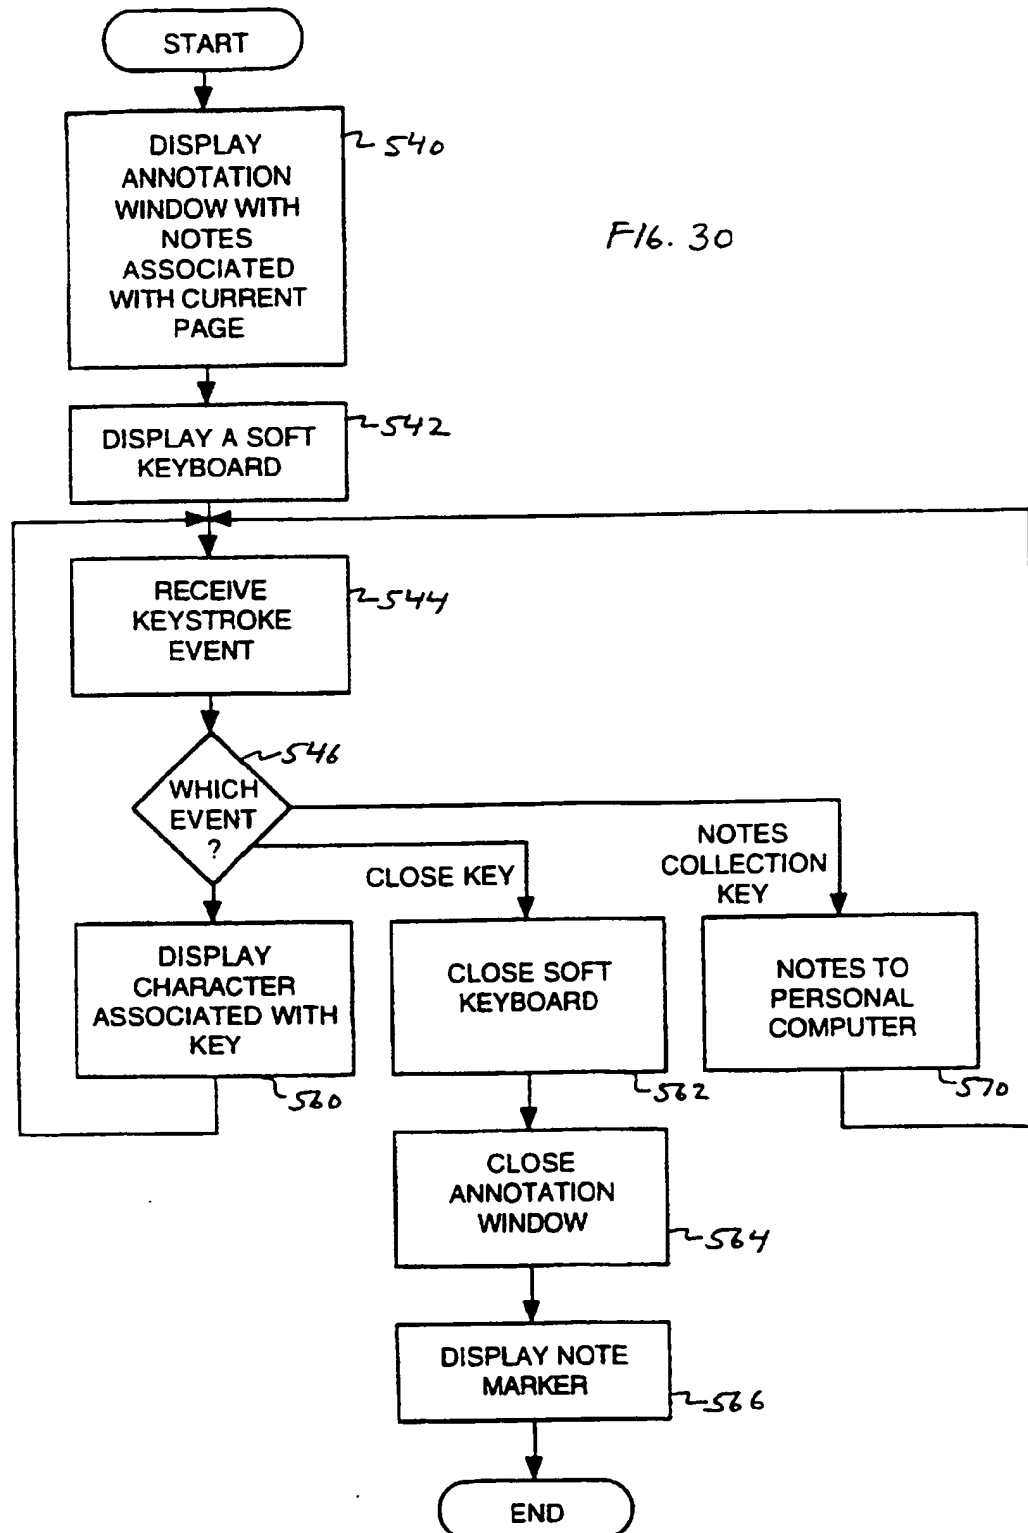 START
DISPLAY
ANNOTATION
WINDOW WITH
NOTES
ASSOCIATED
WITH CURRENT
PAGE
540
FIG. 30
DISPLAY A SOFT
KEYBOARD
542
RECEIVE
KEYSTROKE
EVENT
544
WHICH
EVENT
?
546
CLOSE KEY
NOTES
COLLECTION
KEY
DISPLAY
CHARACTER
ASSOCIATED WITH
KEY
560
CLOSE SOFT
KEYBOARD
562
NOTES TO
PERSONAL
COMPUTER
570
CLOSE
ANNOTATION
WINDOW
564
DISPLAY NOTE
MARKER
566
END